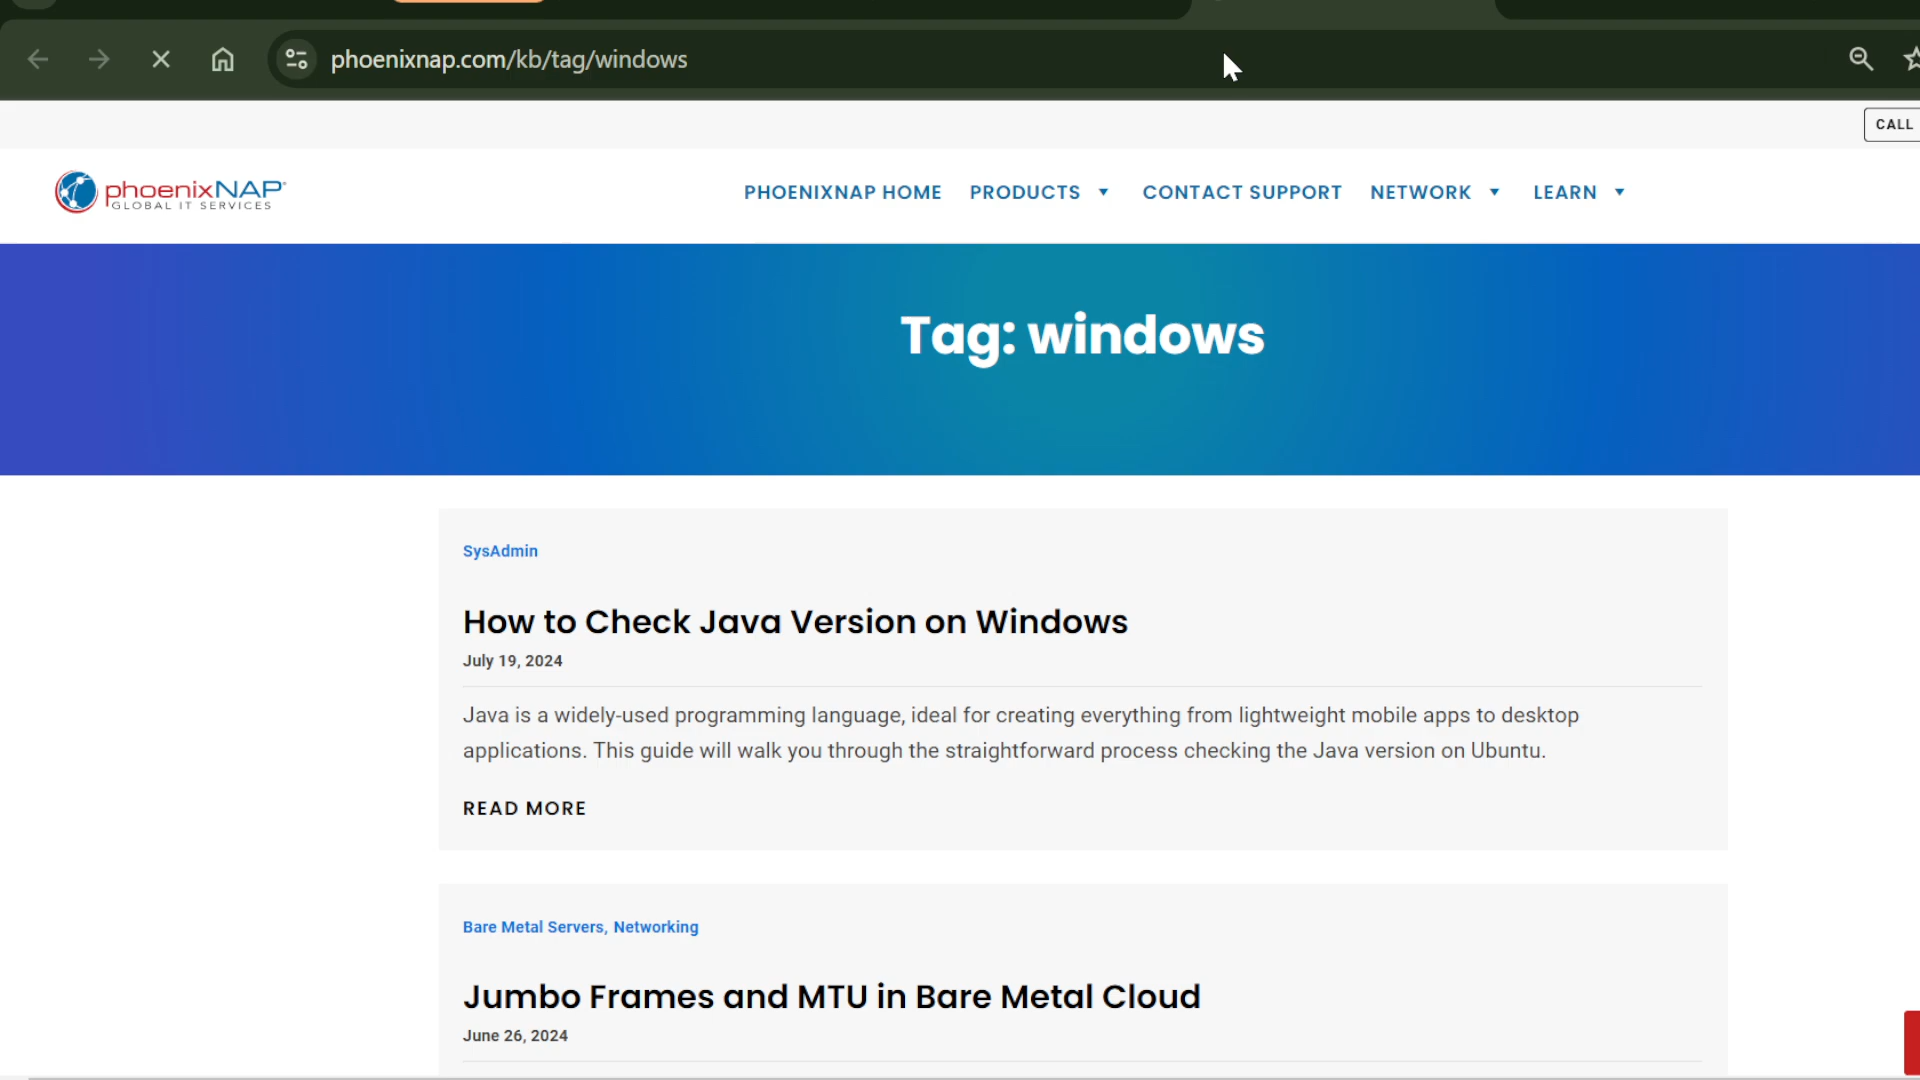 phoenixnap.com/kb/tag/windows
CALL
phoenixNAP®
GLOBAL IT SERVICES
PHOENIXNAP HOME PRODUCTS CONTACT SUPPORT NETWORK LEARN
Tag: windows
SysAdmin
How to Check Java Version on Windows
July 19, 2024
Java is a widely-used programming language, ideal for creating everything from lightweight mobile apps to desktop
applications. This guide will walk you through the straightforward process checking the Java version on Ubuntu.
READ MORE
Bare Metal Servers, Networking
Jumbo Frames and MTU in Bare Metal Cloud
June 26, 2024